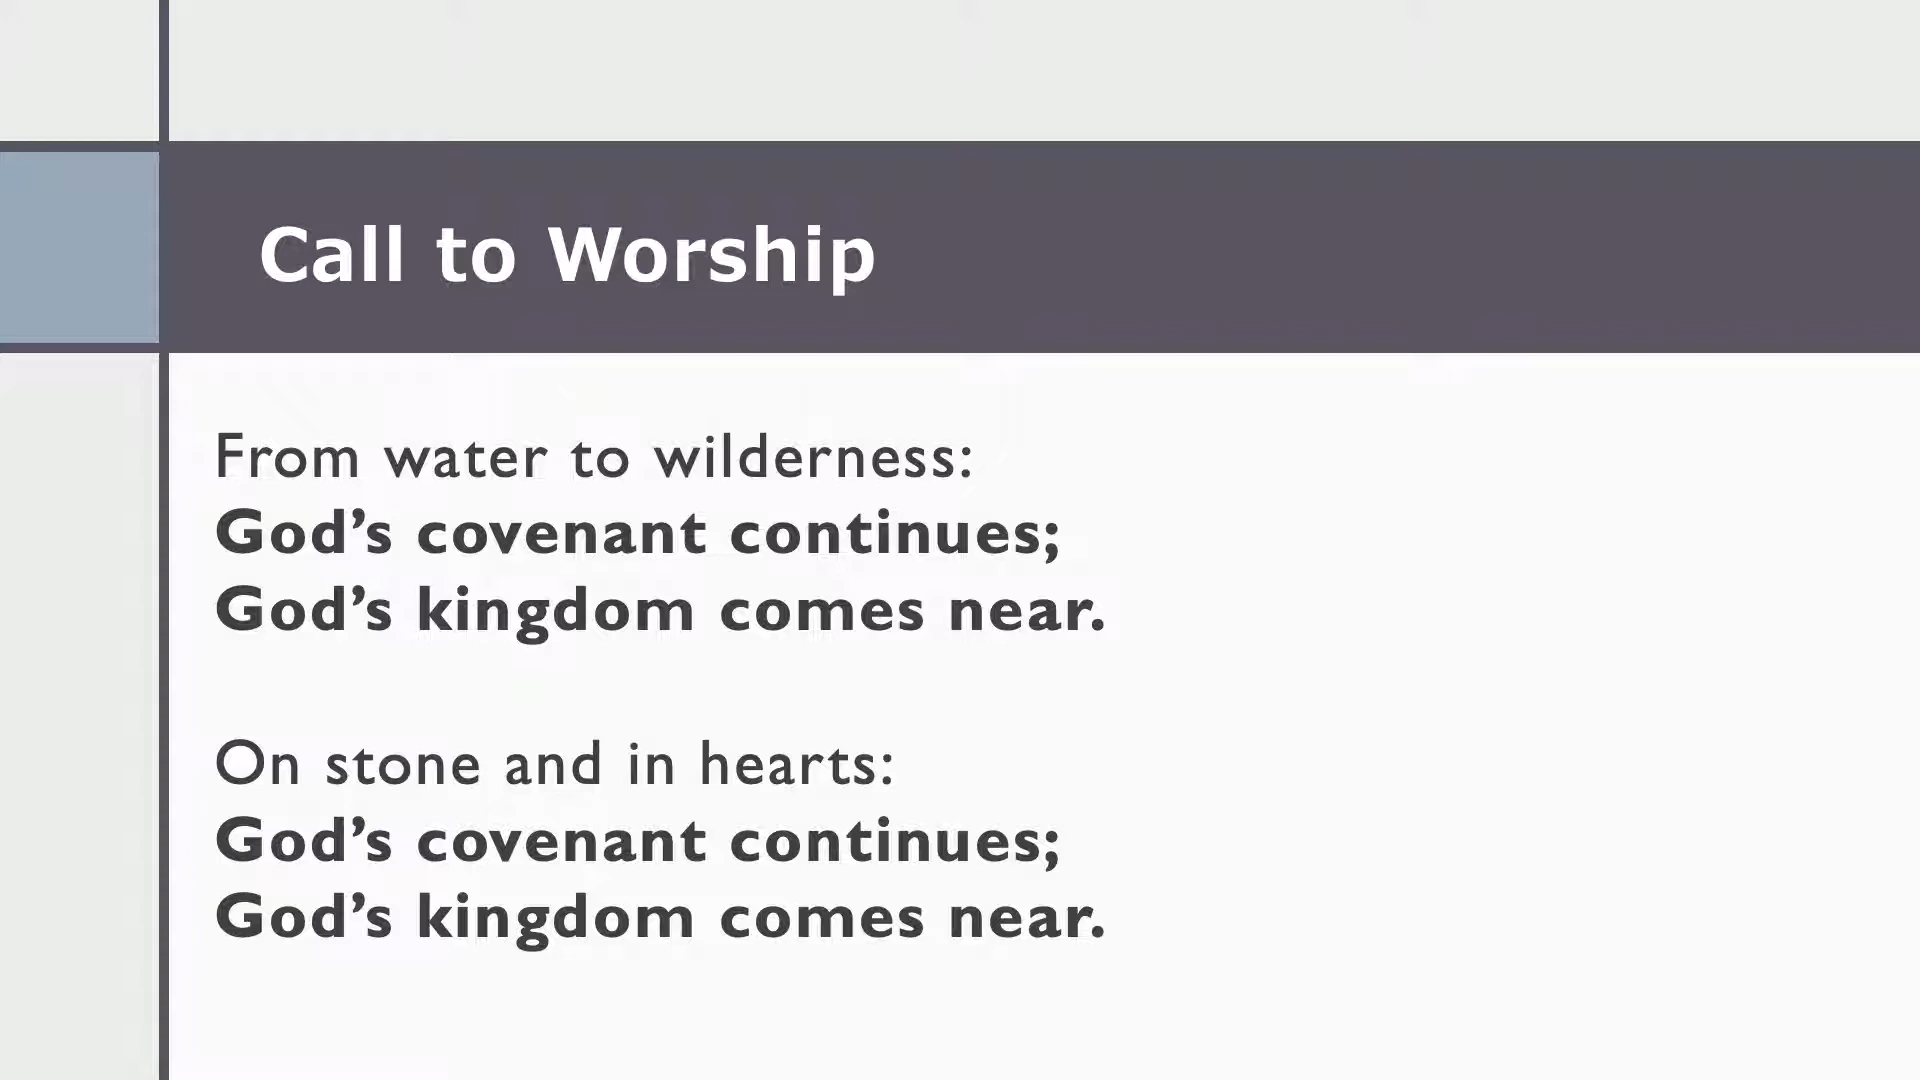 Call to Worship
From water to wilderness:
God’s covenant continues;
God’s kingdom comes near.
On stone and in hearts:
God’s covenant continues;
God’s kingdom comes near.